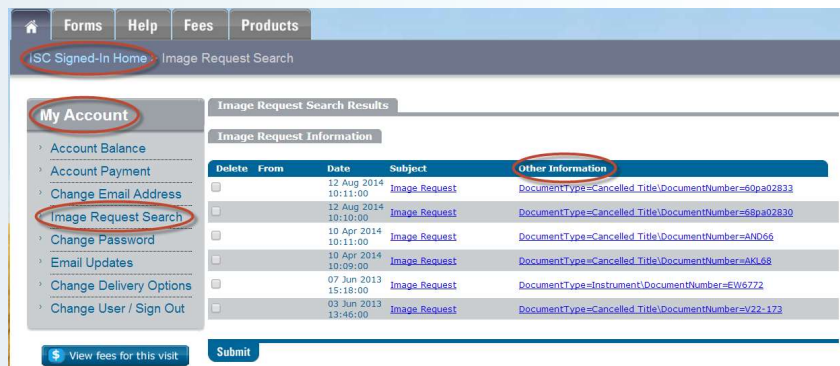 Forms Help Fees Products
ISC Signed-In Home > Image Request Search
My Account
Account Balance
Account Payment
Change Email Address
Image Request Search
Change Password
Email Updates
Change Delivery Options
Change User / Sign Out
$ View fees for this visit
Image Request Search Results
Image Request Information
Delete From Date Subject Other Information
12 Aug 2014
10:11:00 Image Request DocumentType=Cancelled Title\DocumentNumber=60pa02833
12 Aug 2014
10:10:00 Image Request DocumentType=Cancelled Title\DocumentNumber=68pa02830
10 Apr 2014
10:11:00 Image Request DocumentType=Cancelled Title\DocumentNumber=AND66
10 Apr 2014
10:09:00 Image Request DocumentType=Cancelled Title\DocumentNumber=AKL68
07 Jun 2013
15:18:00 Image Request DocumentType=Instrument\DocumentNumber=EW6772
03 Jun 2013
13:46:00 Image Request DocumentType=Cancelled Title\DocumentNumber=V22-173
Submit